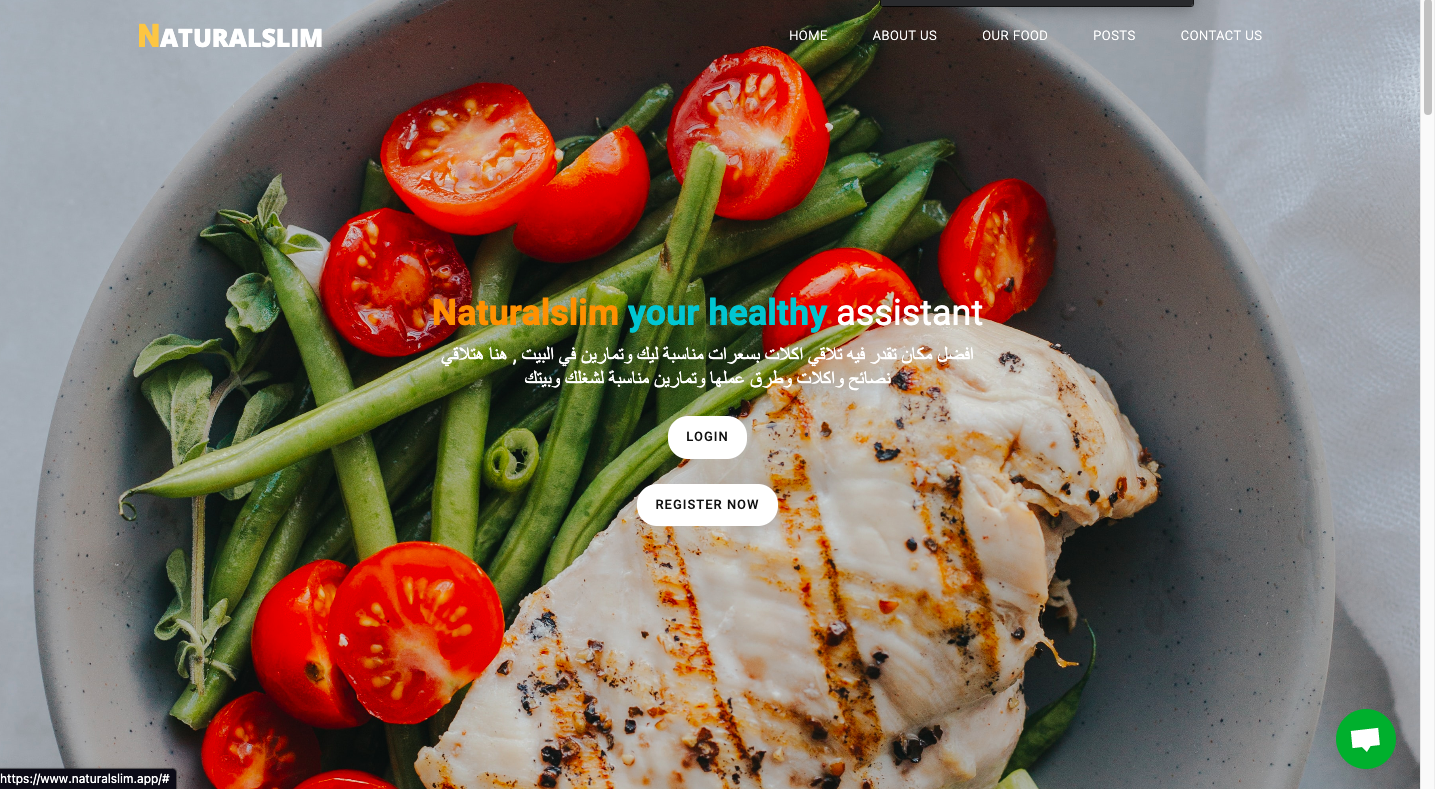 NATURALSLIM
HOME ABOUT US OUR FOOD POSTS CONTACT US
Naturalslim your healthy assistant
افضل مكان تقدر فيه تلاقي اكلات بسعرات مناسبة ليك وتمارين في البيت , هنا هتلاقي
نصائح واكلات وطرق عملها وتمارين مناسبة لشغلك وبيتك
LOGIN
REGISTER NOW
https://www.naturalslim.app/#